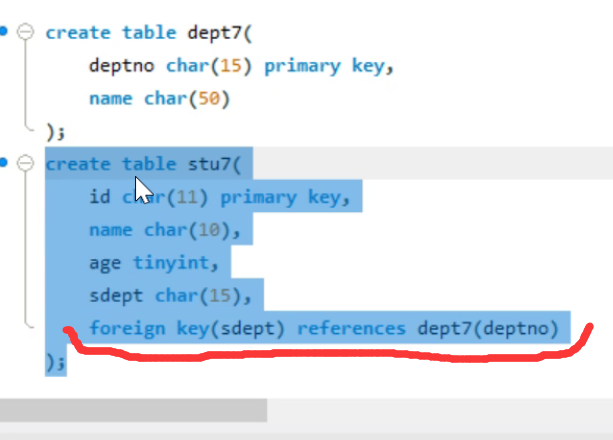 create table dept7(
deptno char(15) primary key,
name char(50)
);
create table stu7(
id char(11) primary key,
name char(10),
age tinyint,
sdept char(15),
foreign key(sdept) references dept7(deptno)
);